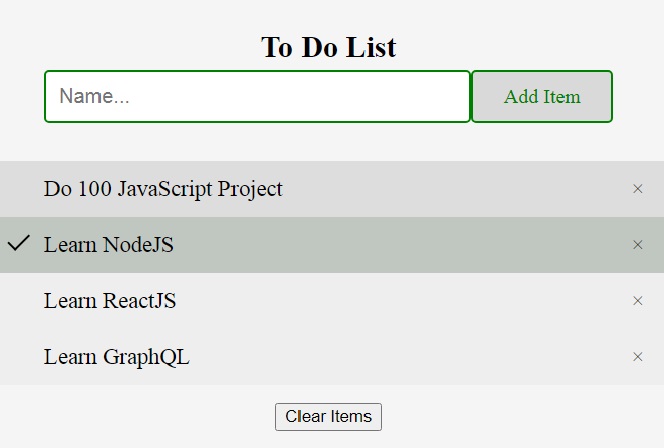 To Do List
Name... Add Item
Do 100 JavaScript Project ×
Learn NodeJS ×
Learn ReactJS ×
Learn GraphQL ×
Clear Items